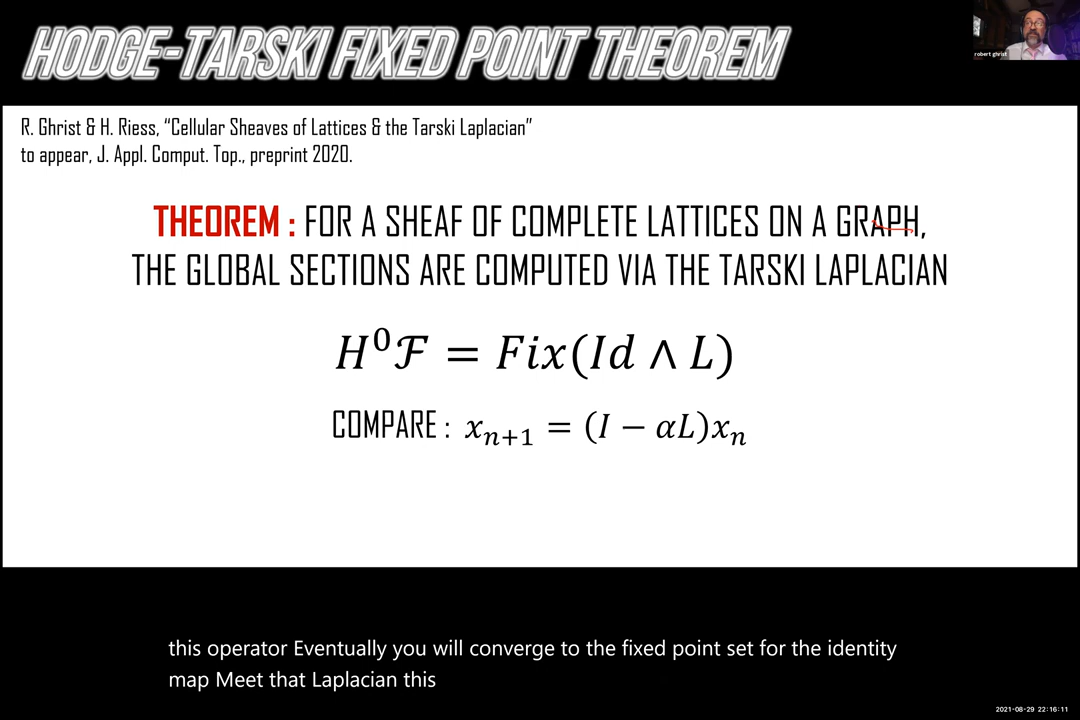 HODGE-TARSKI FIXED POINT THEOREM
robert ghrist
R. Ghrist & H. Riess, “Cellular Sheaves of Lattices & the Tarski Laplacian”
to appear, J. Appl. Comput. Top., preprint 2020.
THEOREM : FOR A SHEAF OF COMPLETE LATTICES ON A GRAPH,
THE GLOBAL SECTIONS ARE COMPUTED VIA THE TARSKI LAPLACIAN
H⁰ℱ = Fix(Id ∧ L)
COMPARE : xₙ₊₁ = (I − αL)xₙ
this operator Eventually you will converge to the fixed point set for the identity
map Meet that Laplacian this
2021-08-29 22:16:11